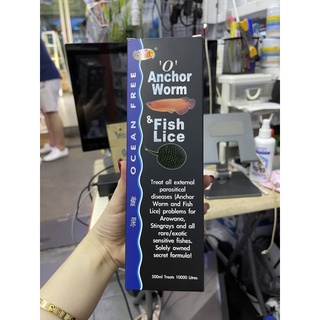 'O'
Anchor
Worm
&
Fish
Lice
OCEAN FREE
Treat all external
parasitical
diseases (Anchor
Worm and Fish
Lice) problems for
Arowana,
Stingrays and all
rare/exotic
sensitive fishes.
Solely owned
secret formula!
500ml Treats 10000 Litres